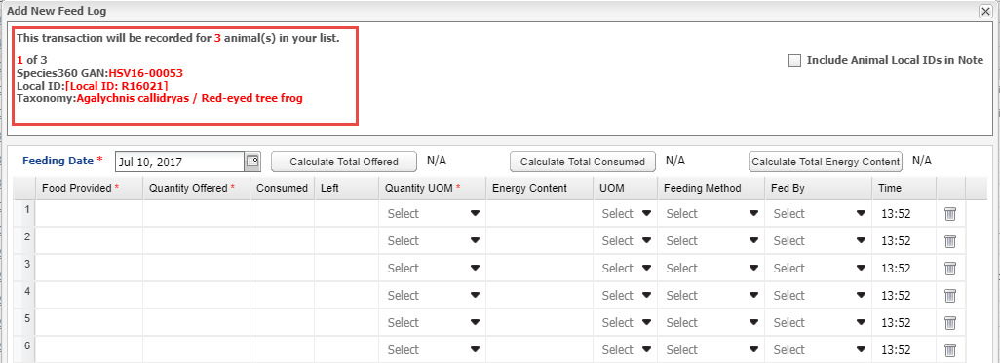 Add New Feed Log
This transaction will be recorded for 3 animal(s) in your list.
1 of 3
Species360 GAN:HSV16-00053
Local ID:[Local ID: R16021]
Taxonomy:Agalychnis callidryas / Red-eyed tree frog
Include Animal Local IDs in Note
Feeding Date * Jul 10, 2017 Calculate Total Offered N/A Calculate Total Consumed N/A Calculate Total Energy Content N/A
Food Provided * Quantity Offered * Consumed Left Quantity UOM * Energy Content UOM Feeding Method Fed By Time
1 Select Select Select Select 13:52
2 Select Select Select Select 13:52
3 Select Select Select Select 13:52
4 Select Select Select Select 13:52
5 Select Select Select Select 13:52
6 Select Select Select Select 13:52